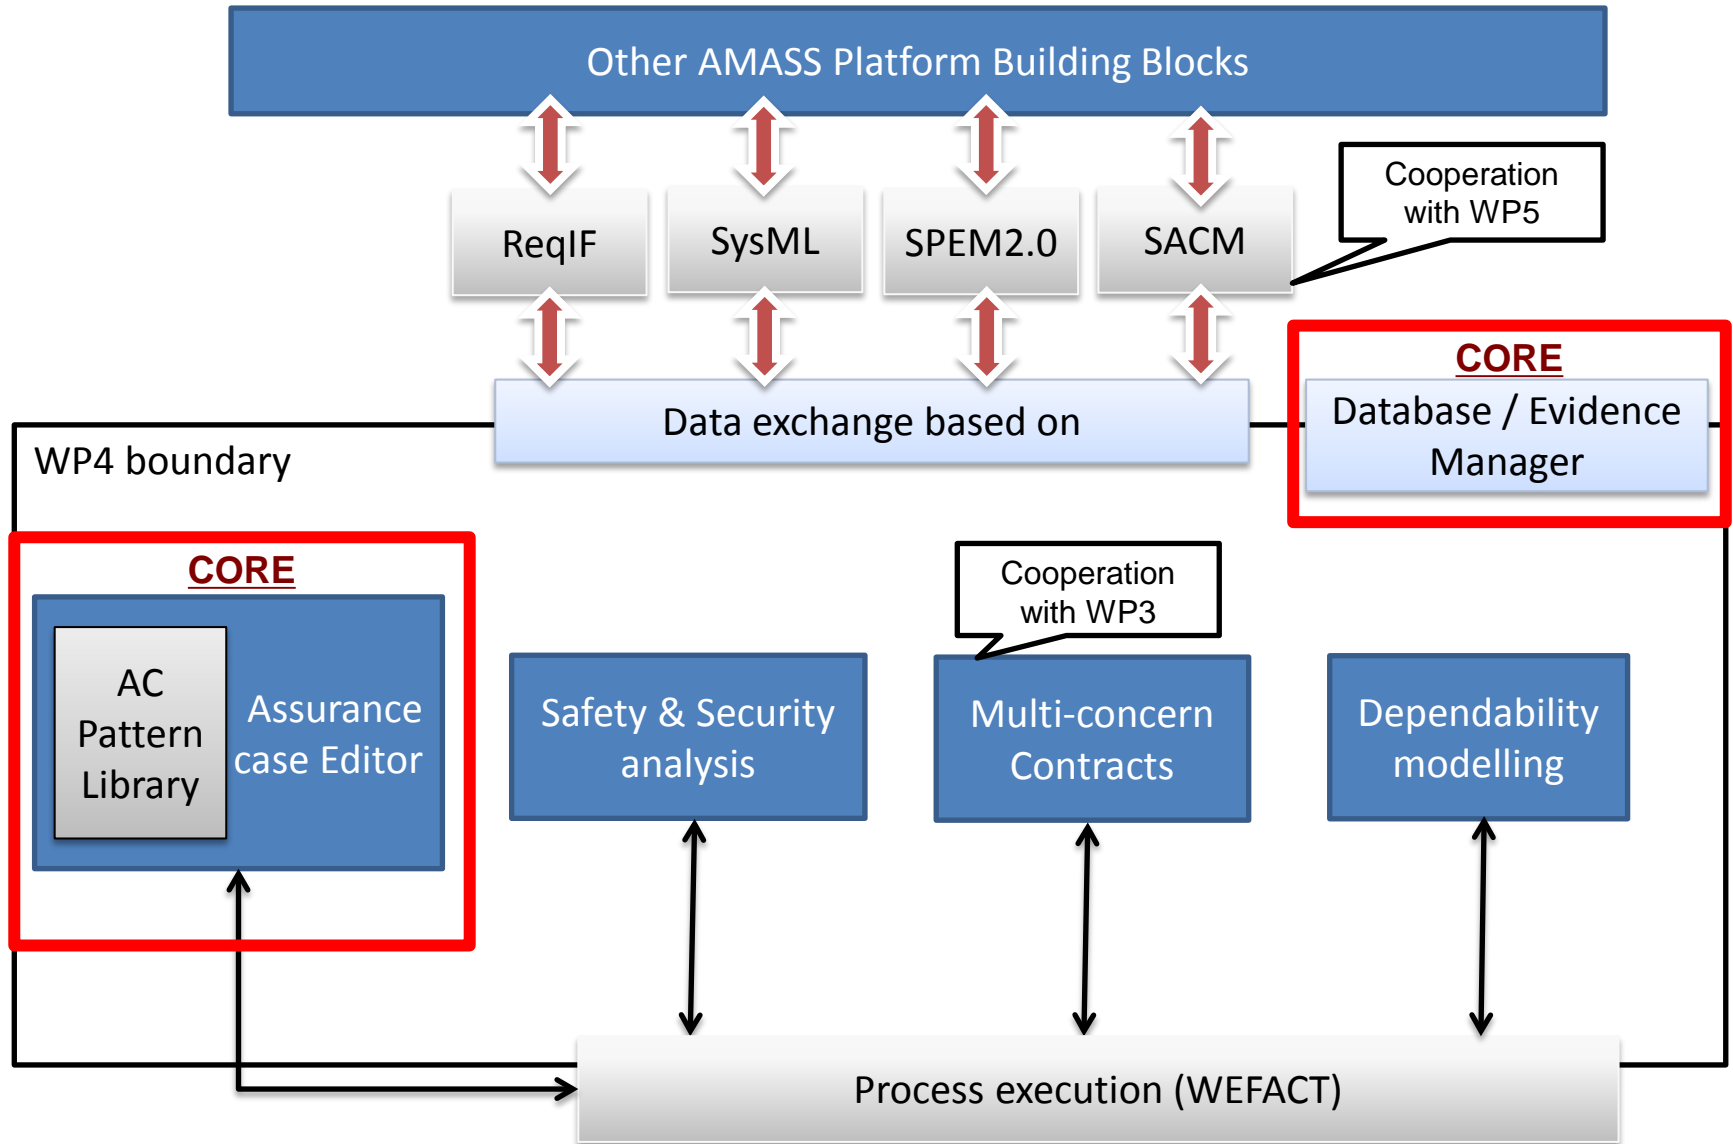 Other AMASS Platform Building Blocks
Cooperation
with WP5
ReqIF
SysML
SPEM2.0
SACM
CORE
Database / Evidence
Manager
Data exchange based on
WP4 boundary
CORE
AC
Pattern
Library
Assurance
case Editor
Cooperation
with WP3
Safety & Security
analysis
Multi-concern
Contracts
Dependability
modelling
Process execution (WEFACT)